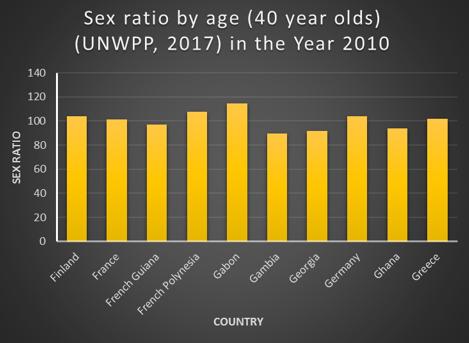 Sex ratio by age (40 year olds)
(UNWPP, 2017) in the Year 2010
140
120
100
80
60
40
20
0
SEX RATIO
Finland
France
French Guiana
French Polynesia
Gabon
Gambia
Georgia
Germany
Ghana
Greece
COUNTRY